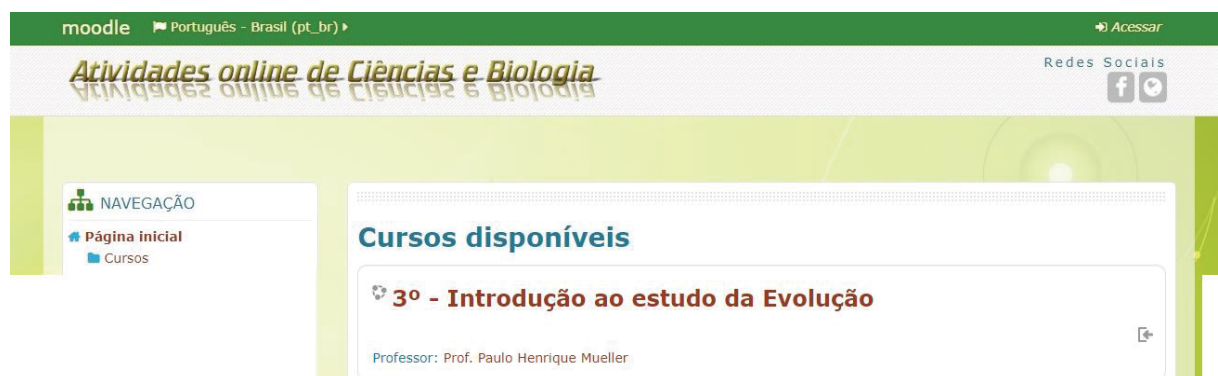 moodle Português - Brasil (pt_br) Acessar
Atividades online de Ciências e Biologia
Redes Sociais
NAVEGAÇÃO
Página inicial
Cursos
Cursos disponíveis
3º - Introdução ao estudo da Evolução
Professor: Prof. Paulo Henrique Mueller